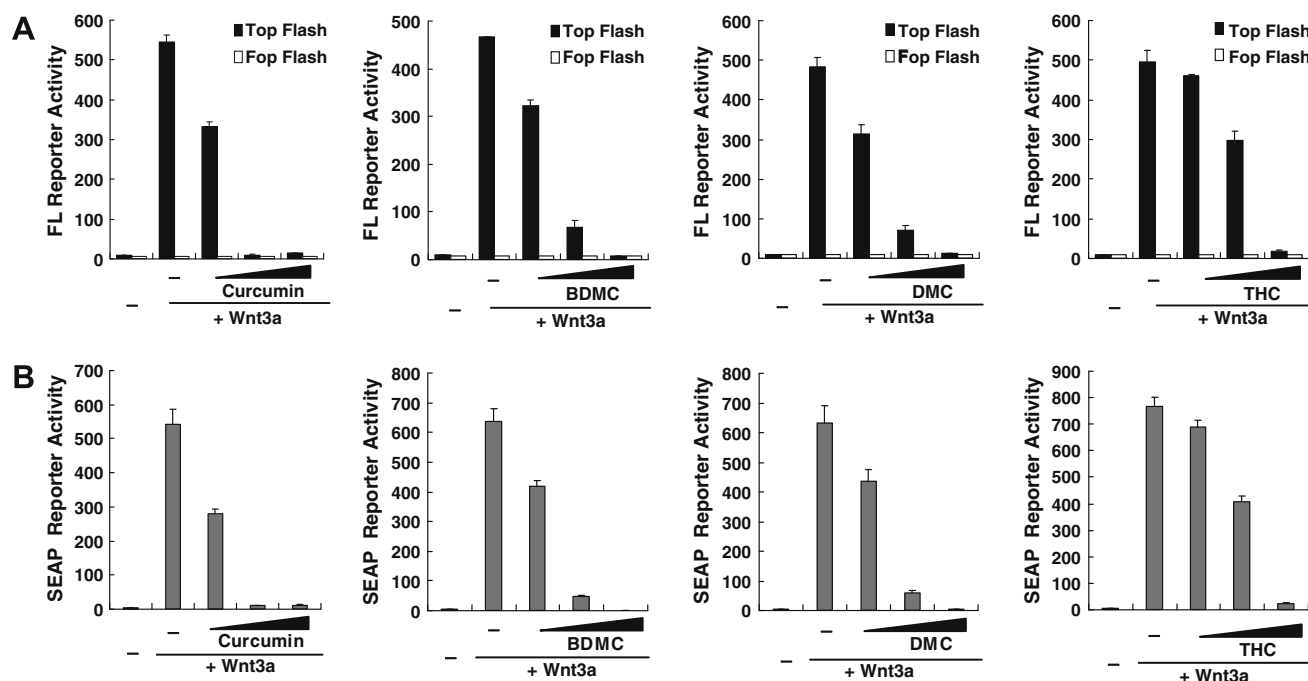 A
FL Reporter Activity
600
500
400
300
200
100
0
Top Flash
Fop Flash
–
–
Curcumin
+ Wnt3a
FL Reporter Activity
500
400
300
200
100
0
Top Flash
Fop Flash
–
–
BDMC
+ Wnt3a
FL Reporter Activity
600
500
400
300
200
100
0
Top Flash
Fop Flash
–
–
DMC
+ Wnt3a
FL Reporter Activity
600
500
400
300
200
100
0
Top Flash
Fop Flash
–
–
THC
+ Wnt3a
B
SEAP Reporter Activity
700
600
500
400
300
200
100
0
–
–
Curcumin
+ Wnt3a
SEAP Reporter Activity
800
700
600
500
400
300
200
100
0
–
–
BDMC
+ Wnt3a
SEAP Reporter Activity
800
700
600
500
400
300
200
100
0
–
–
DMC
+ Wnt3a
SEAP Reporter Activity
900
800
700
600
500
400
300
200
100
0
–
–
THC
+ Wnt3a